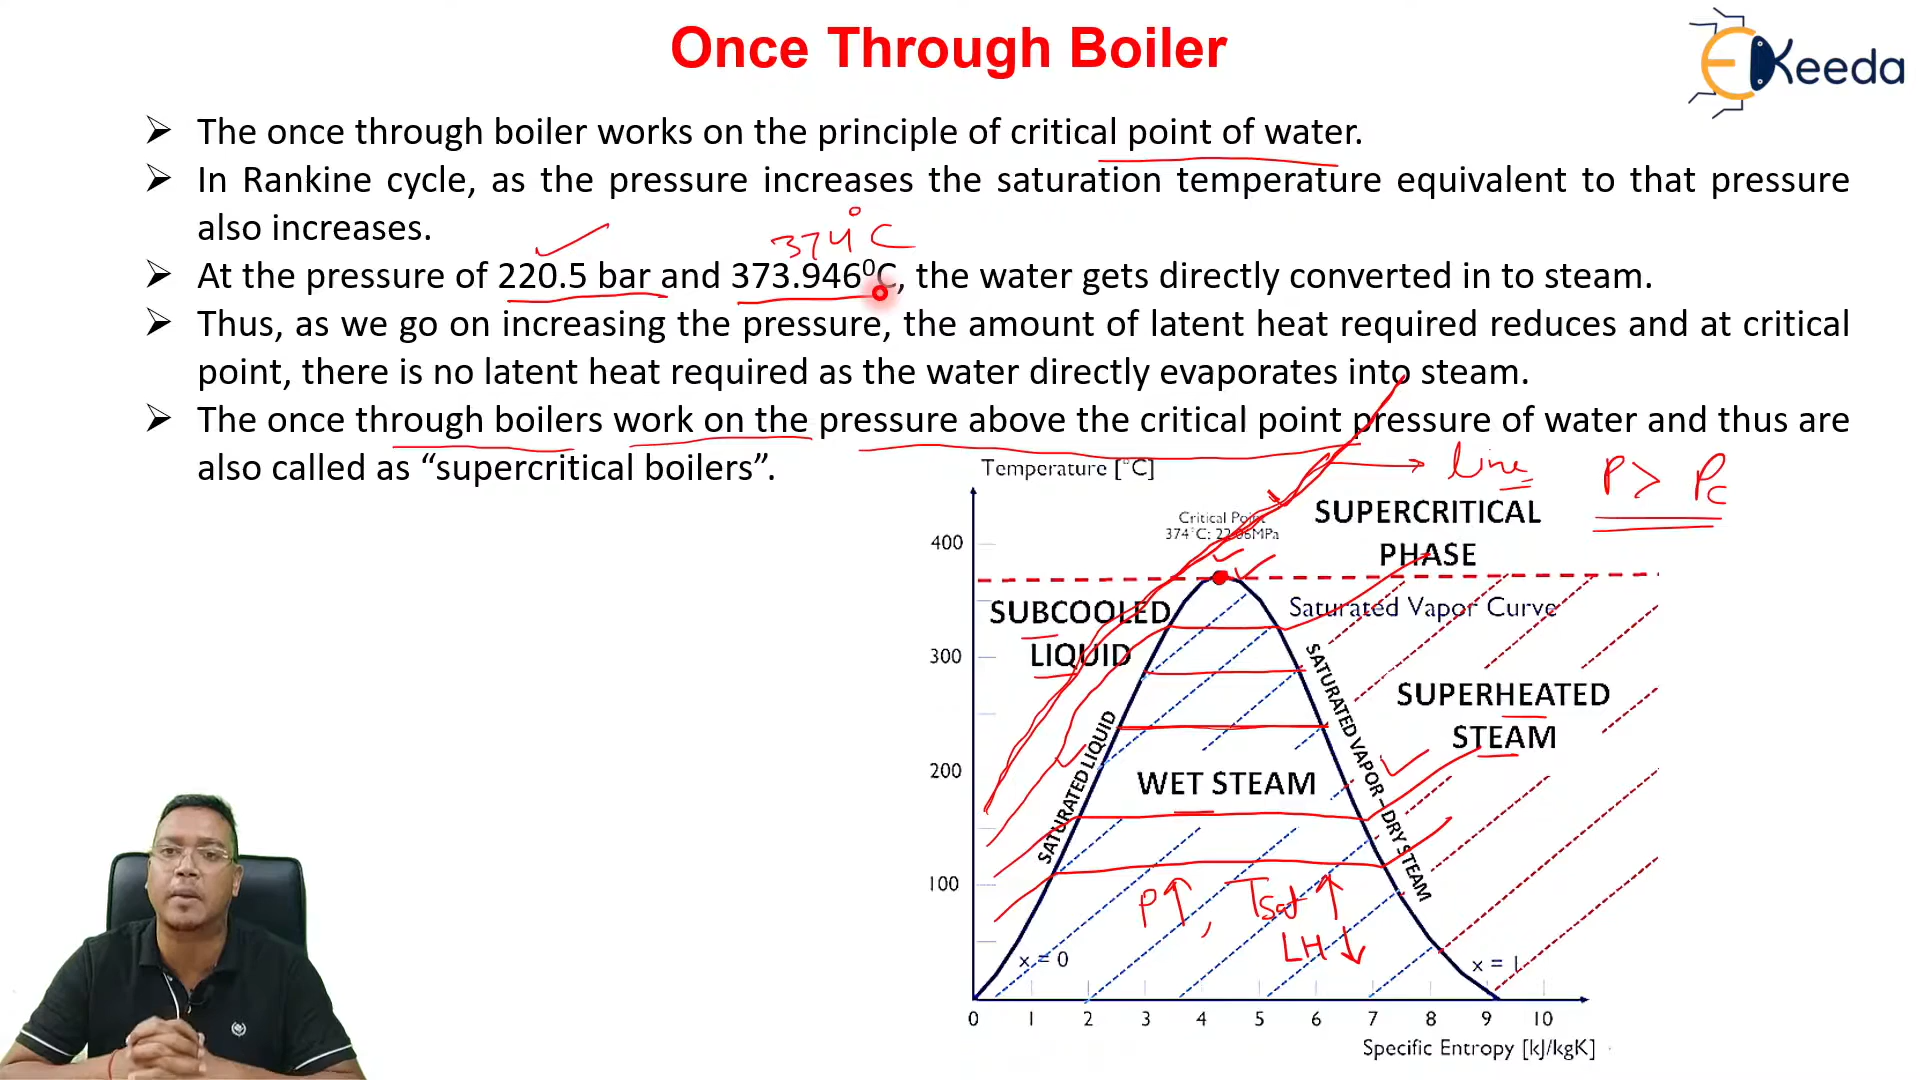 Once Through Boiler
EKeeda
➢ The once through boiler works on the principle of critical point of water.
➢ In Rankine cycle, as the pressure increases the saturation temperature equivalent to that pressure
also increases.
374°C
➢ At the pressure of 220.5 bar and 373.946⁰C, the water gets directly converted in to steam.
➢ Thus, as we go on increasing the pressure, the amount of latent heat required reduces and at critical
point, there is no latent heat required as the water directly evaporates into steam.
➢ The once through boilers work on the pressure above the critical point pressure of water and thus are
also called as “supercritical boilers”.
Temperature [°C]
line
P > Pc
Critical Point
374°C: 22.06MPa
SUPERCRITICAL
PHASE
400
SUBCOOLED
LIQUID
Saturated Vapor Curve
300
SATURATED LIQUID
SATURATED VAPOR – DRY STEAM
SUPERHEATED
STEAM
200
WET STEAM
100
P↑, Tsat ↑
LH ↓
x = 0
x = 1
0 1 2 3 4 5 6 7 8 9 10
Specific Entropy [kJ/kgK]